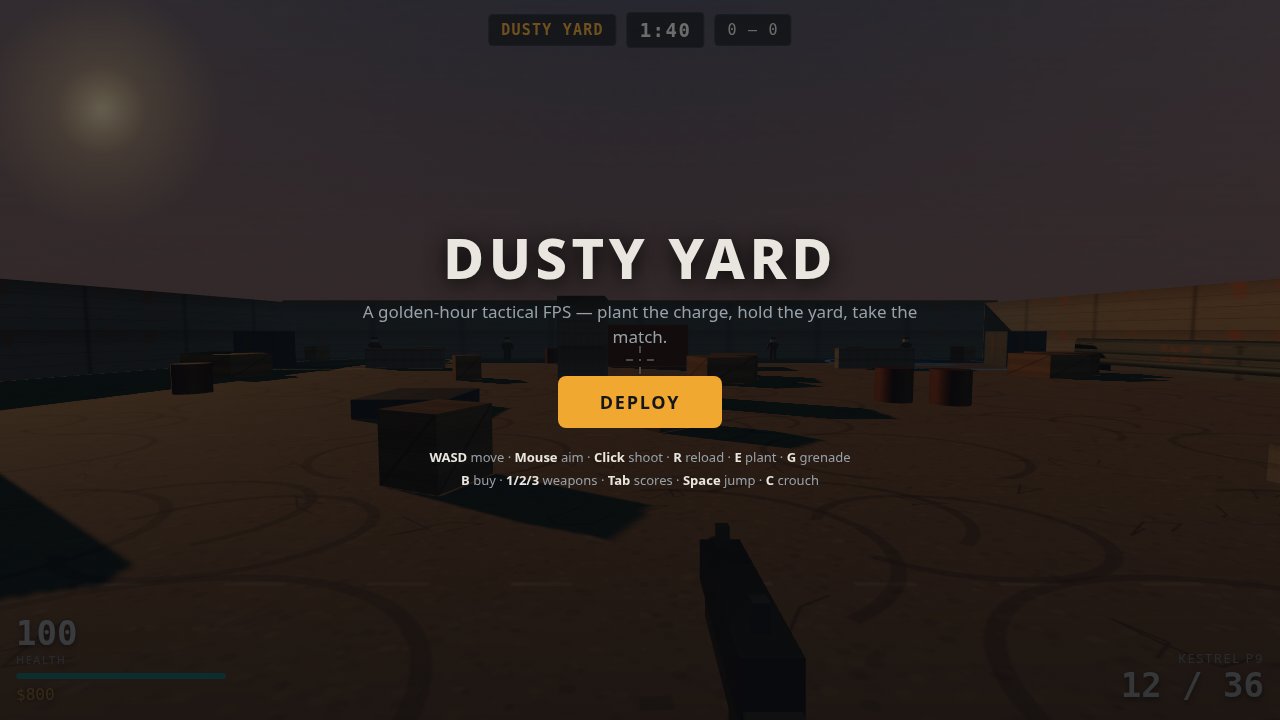 DUSTY YARD
1:40
0 — 0
DUSTY YARD
A golden-hour tactical FPS — plant the charge, hold the yard, take the
match.
DEPLOY
WASD move · Mouse aim · Click shoot · R reload · E plant · G grenade
B buy · 1/2/3 weapons · Tab scores · Space jump · C crouch
100
HEALTH
$800
KESTREL P9
12 / 36